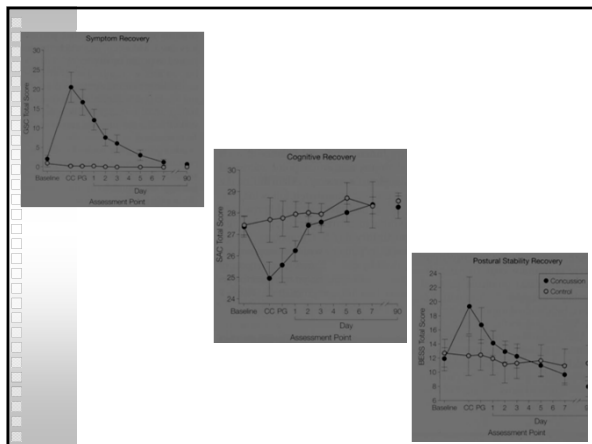 Symptom Recovery
30
25
20
15
10
5
0
GSC Total Score
Baseline CC PG 1 2 3 5 7 90
Day
Assessment Point
Cognitive Recovery
30
29
28
27
26
25
24
SAC Total Score
Baseline CC PG 1 2 3 4 5 6 7 90
Day
Assessment Point
Postural Stability Recovery
24
22
20
18
16
14
12
10
8
6
BESS Total Score
Concussion
Control
Baseline CC PG 1 2 3 4 5 6 7
Day
Assessment Point